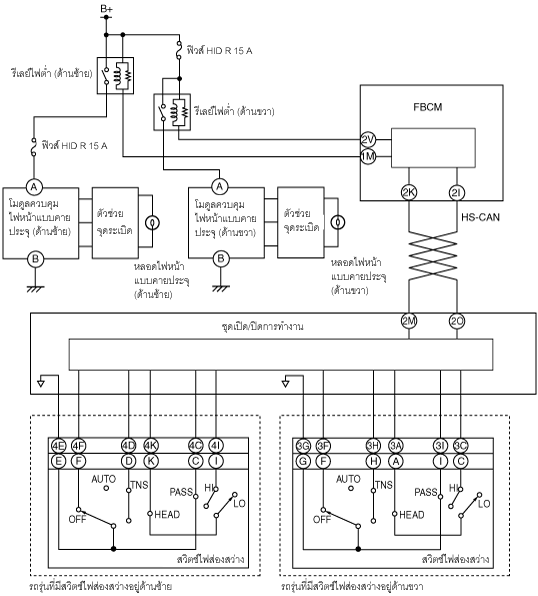 B+
ฟิวส์ HID R 15 A
รีเลย์ไฟต่ำ (ด้านซ้าย)
รีเลย์ไฟต่ำ (ด้านขวา)
FBCM
2V
1M
ฟิวส์ HID R 15 A
A
A
2K
2I
HS-CAN
โมดูลควบคุม
ไฟหน้าแบบคาย
ประจุ (ด้านซ้าย)
ตัวช่วย
จุดระเบิด
โมดูลควบคุม
ไฟหน้าแบบคาย
ประจุ (ด้านขวา)
ตัวช่วย
จุดระเบิด
B
B
หลอดไฟหน้า
แบบคายประจุ
(ด้านซ้าย)
หลอดไฟหน้า
แบบคายประจุ
(ด้านขวา)
2M
2O
ชุดเปิด/ปิดการทำงาน
4E
4F
4D
4K
4C
4I
3G
3F
3H
3A
3I
3C
E
F
D
K
C
I
G
F
H
A
I
C
AUTO
TNS
PASS
HI
LO
OFF
HEAD
สวิตช์ไฟส่องสว่าง
AUTO
TNS
PASS
HI
LO
OFF
HEAD
สวิตช์ไฟส่องสว่าง
รถรุ่นที่มีสวิตช์ไฟส่องสว่างอยู่ด้านซ้าย
รถรุ่นที่มีสวิตช์ไฟส่องสว่างอยู่ด้านขวา